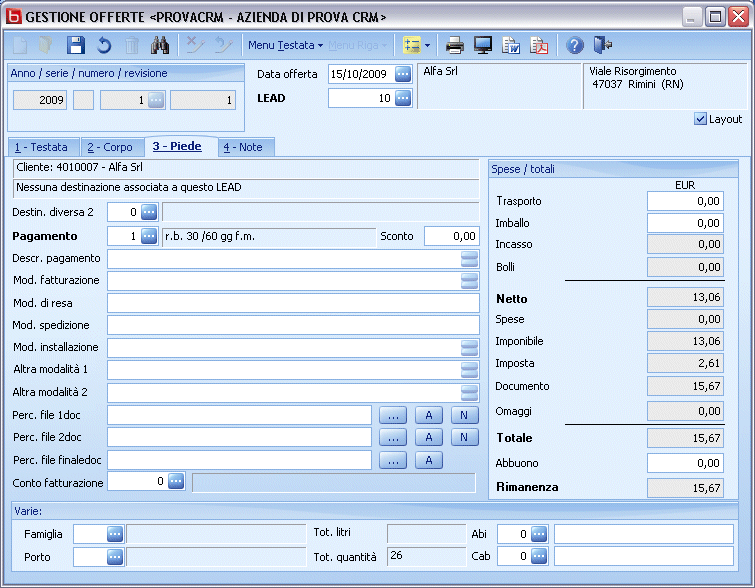 GESTIONE OFFERTE <PROVACRM - AZIENDA DI PROVA CRM>
Menu Testata Menu Riga
Anno / serie / numero / revisione
2009 1 ... 1
Data offerta 15/10/2009 ...
LEAD 10 ...
Alfa Srl
Viale Risorgimento
47037 Rimini (RN)
Layout
1 - Testata 2 - Corpo 3 - Piede 4 - Note
Cliente: 4010007 - Alfa Srl
Nessuna destinazione associata a questo LEAD
Destin. diversa 2 0 ...
Pagamento 1 ... r.b. 30 /60 gg f.m. Sconto 0,00
Descr. pagamento
Mod. fatturazione
Mod. di resa
Mod. spedizione
Mod. installazione
Altra modalità 1
Altra modalità 2
Perc. file 1doc ... A N
Perc. file 2doc ... A N
Perc. file finaledoc ... A
Conto fatturazione 0 ...
Spese / totali
EUR
Trasporto 0,00
Imballo 0,00
Incasso 0,00
Bolli 0,00
Netto 13,06
Spese 0,00
Imponibile 13,06
Imposta 2,61
Documento 15,67
Omaggi 0,00
Totale 15,67
Abbuono 0,00
Rimanenza 15,67
Varie:
Famiglia ... Tot. litri Abi 0 ...
Porto ... Tot. quantità 26 Cab 0 ...